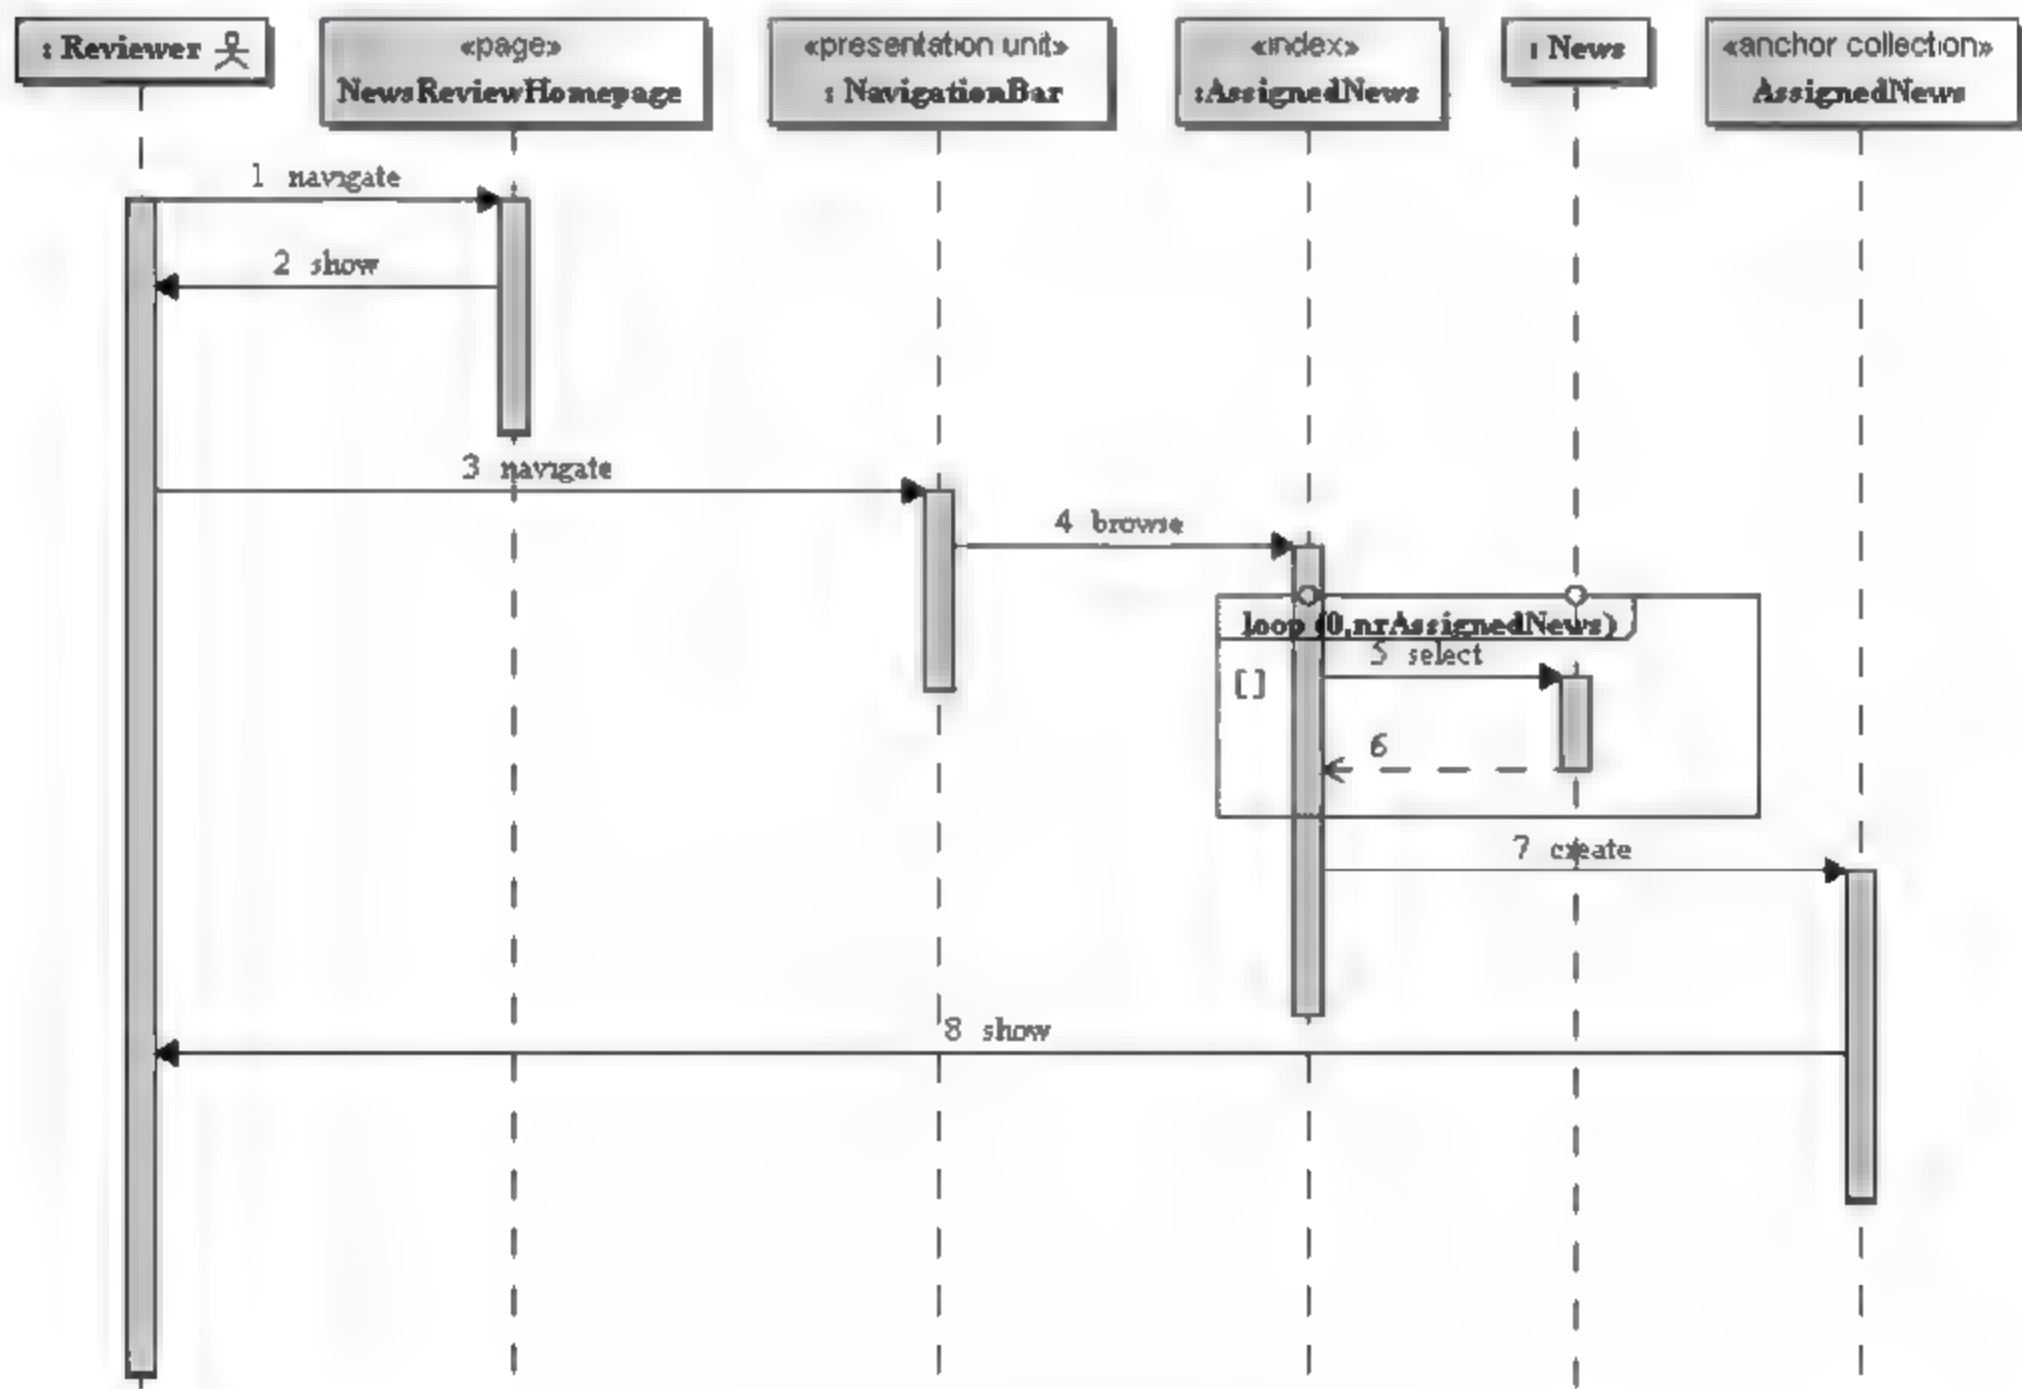 : Reviewer
«page»
NewsReviewHomepage
«presentation unit»
: NavigationBar
«index»
:AssignedNews
: News
«anchor collection»
AssignedNews
1 navigate
2 show
3 navigate
4 browse
loop (0,nrAssignedNews)
5 select
[ ]
6
7 create
8 show